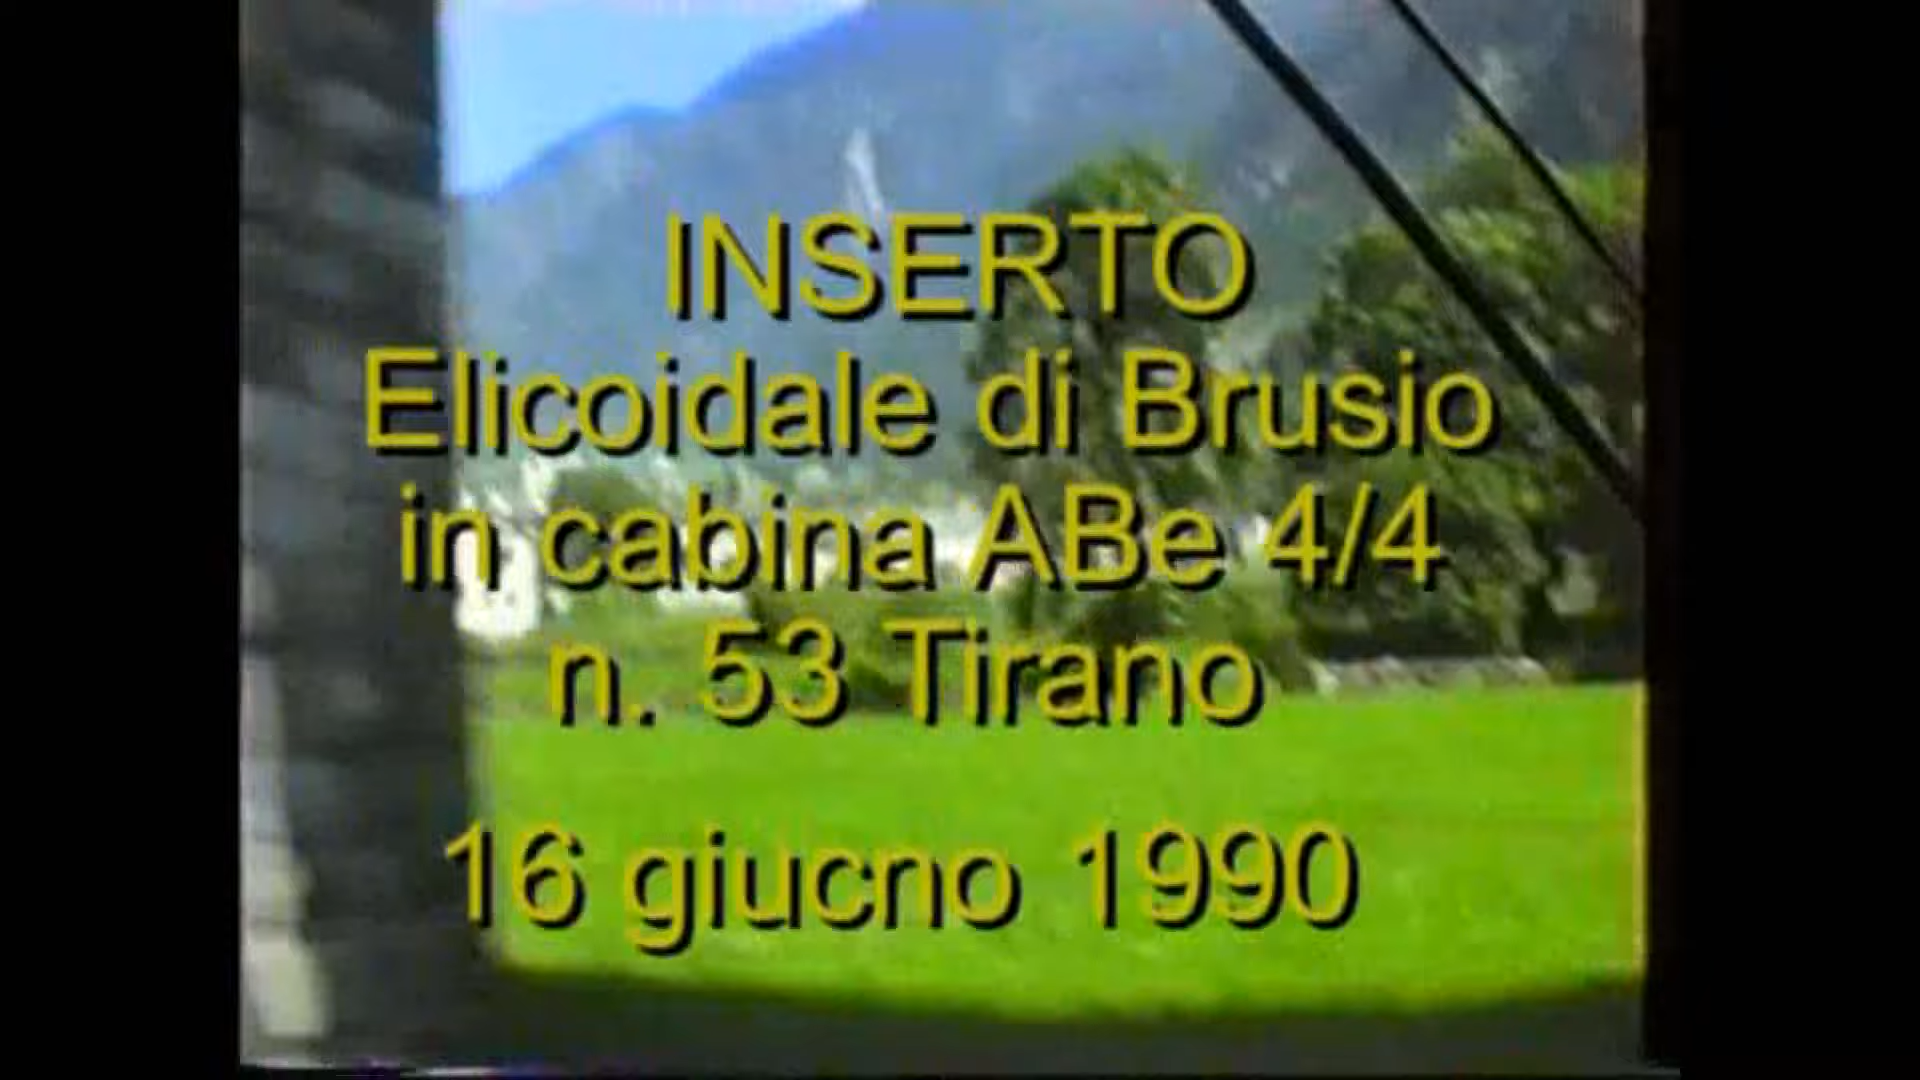 INSERTO
Elicoidale di Brusio
in cabina ABe 4/4
n. 53 Tirano
16 giucno 1990